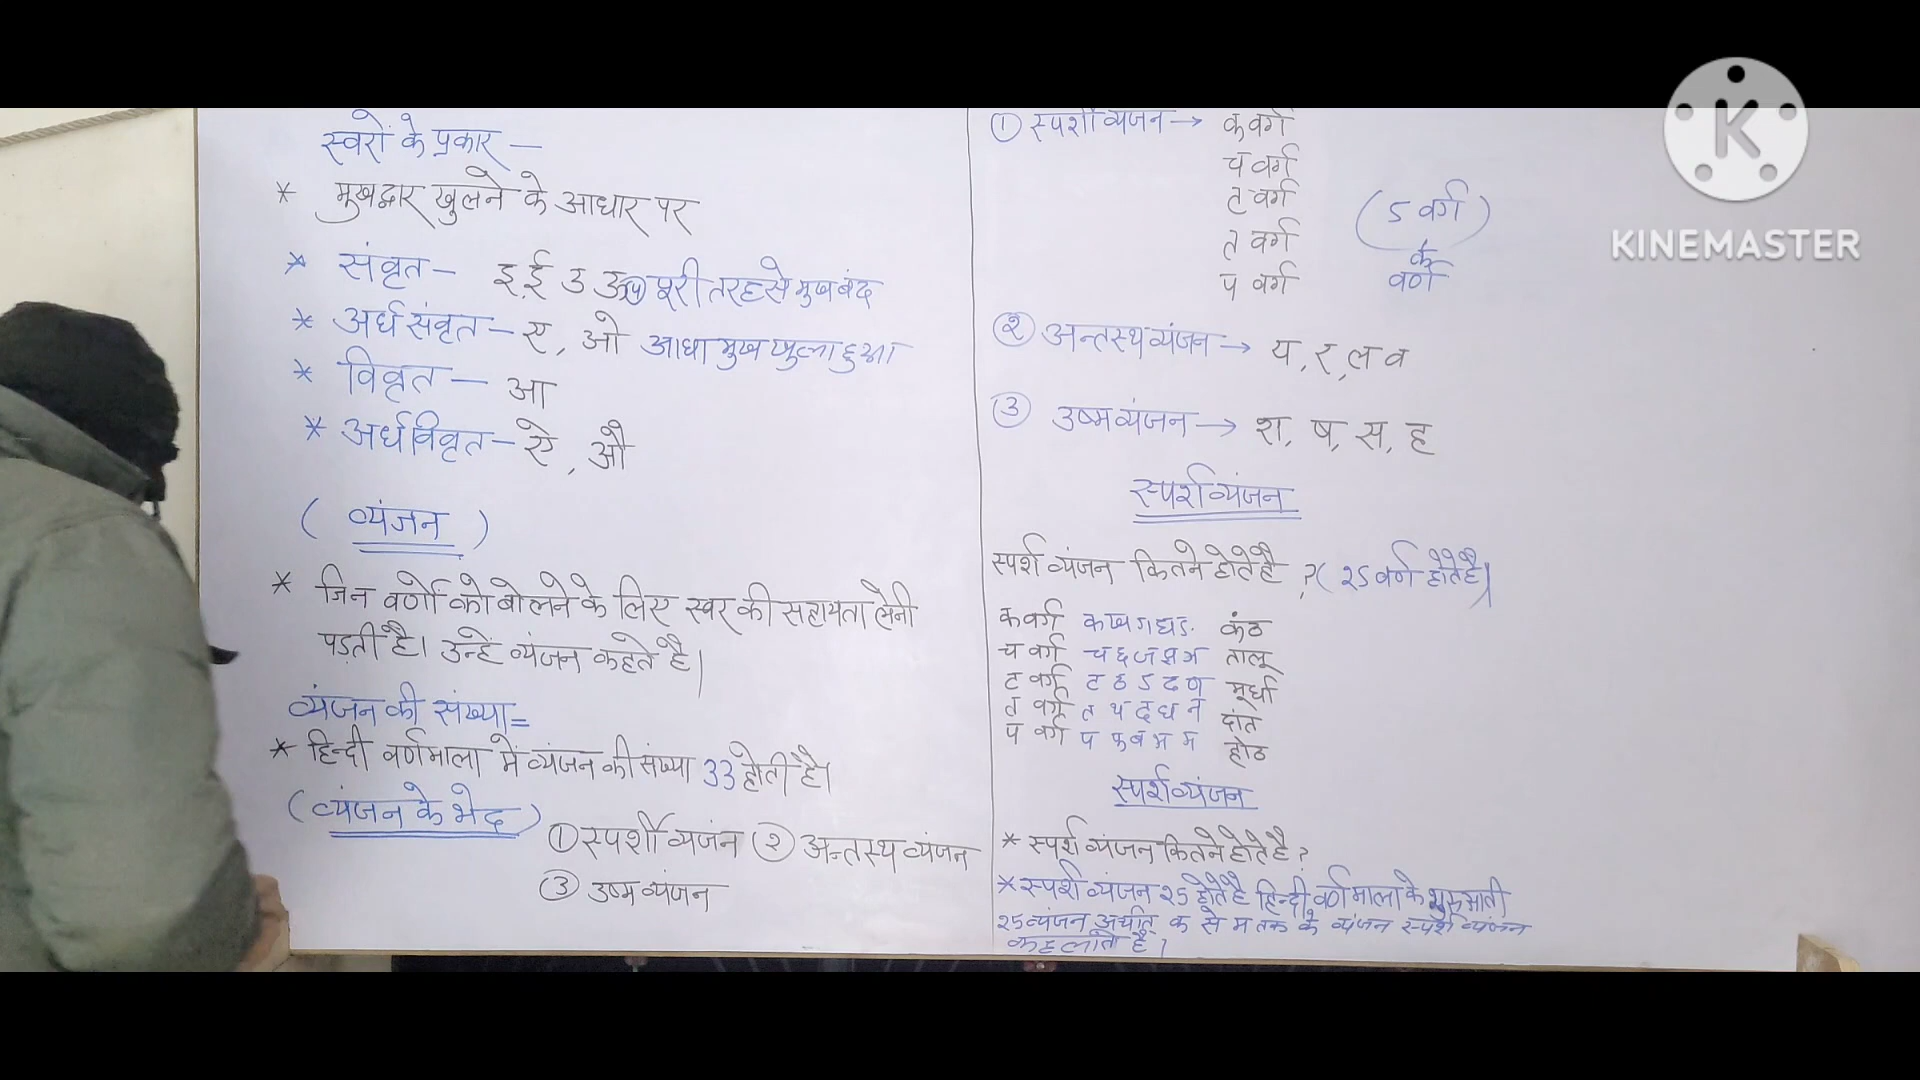 स्वरों के प्रकार –
* मुखद्वार खुलने के आधार पर
* संवृत – इ, ई उ ऊ पूरी तरह से मुख बंद
* अर्ध संवृत – ए, ओ आधा मुख खुला हुआ
* विवृत – आ
* अर्ध विवृत – ऐ, औ
( व्यंजन )
* जिन वर्णों को बोलने के लिए स्वर की सहायता लेनी
पड़ती है। उन्हें व्यंजन कहते है।
व्यंजन की संख्या =
* हिन्दी वर्णमाला में व्यंजन की संख्या 33 होती है।
(व्यंजन के भेद)
① स्पर्शी व्यजंन ② अन्तस्थ व्यंजन
③ उष्म व्यंजन
① स्पर्शी व्यंजन → क वर्ग
च वर्ग
ट वर्ग
त वर्ग
प वर्ग
(5 वर्ग)
के
वर्ण
② अन्तस्थ व्यंजन → य, र, ल व
③ उष्म व्यंजन → श, ष, स, ह
स्पर्श व्यंजन
स्पर्श व्यंजन कितने होते है ? (25 वर्ण होते है)
क वर्ग क ख ग घ ङ कंठ
च वर्ग च छ ज झ ञ तालू
ट वर्ग ट ठ ड ढ ण मूर्धा
त वर्ग त थ द ध न दांत
प वर्ग प फ ब भ म होठ
स्पर्श व्यंजन
* स्पर्श व्यंजन कितने होते है ?
* स्पर्श व्यंजन 25 होते है हिन्दी वर्णमाला के शुरुआती
25 व्यंजन अर्थात् क से म तक के व्यंजन स्पर्श व्यंजन
कहलाते है।
KINEMASTER